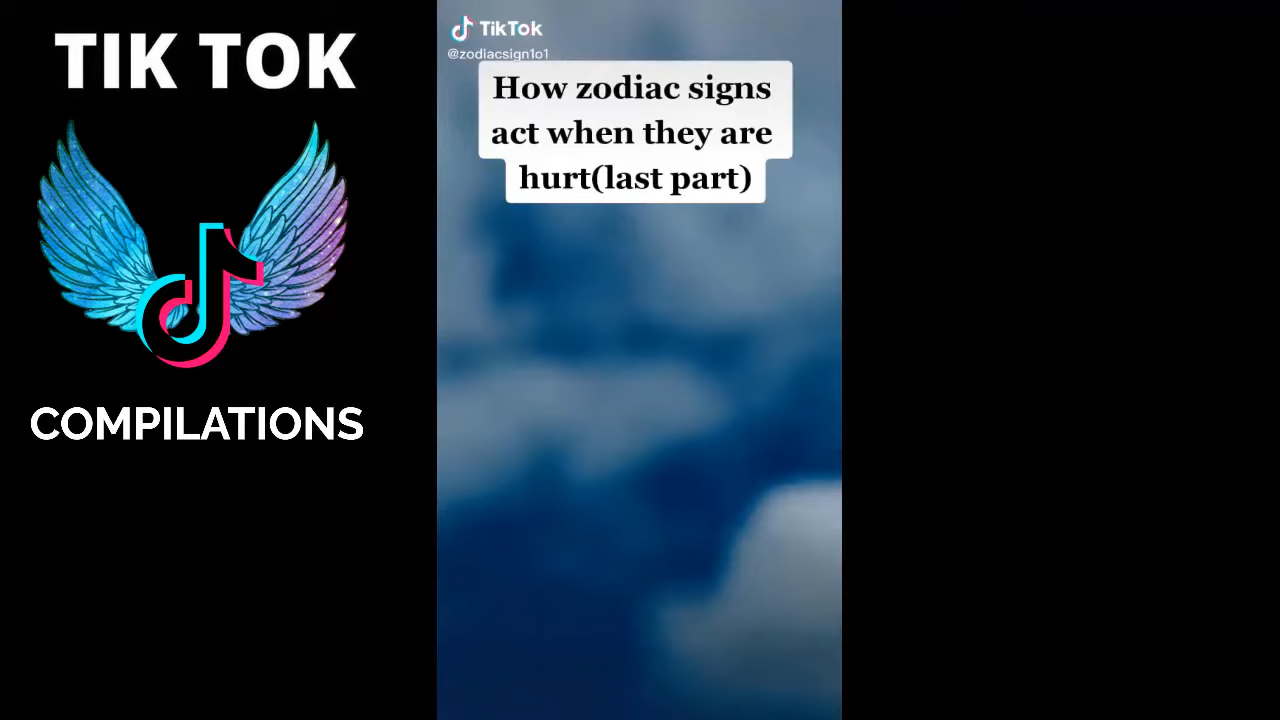 TIK TOK
COMPILATIONS
TikTok
@zodiacsign1o1
How zodiac signs
act when they are
hurt(last part)